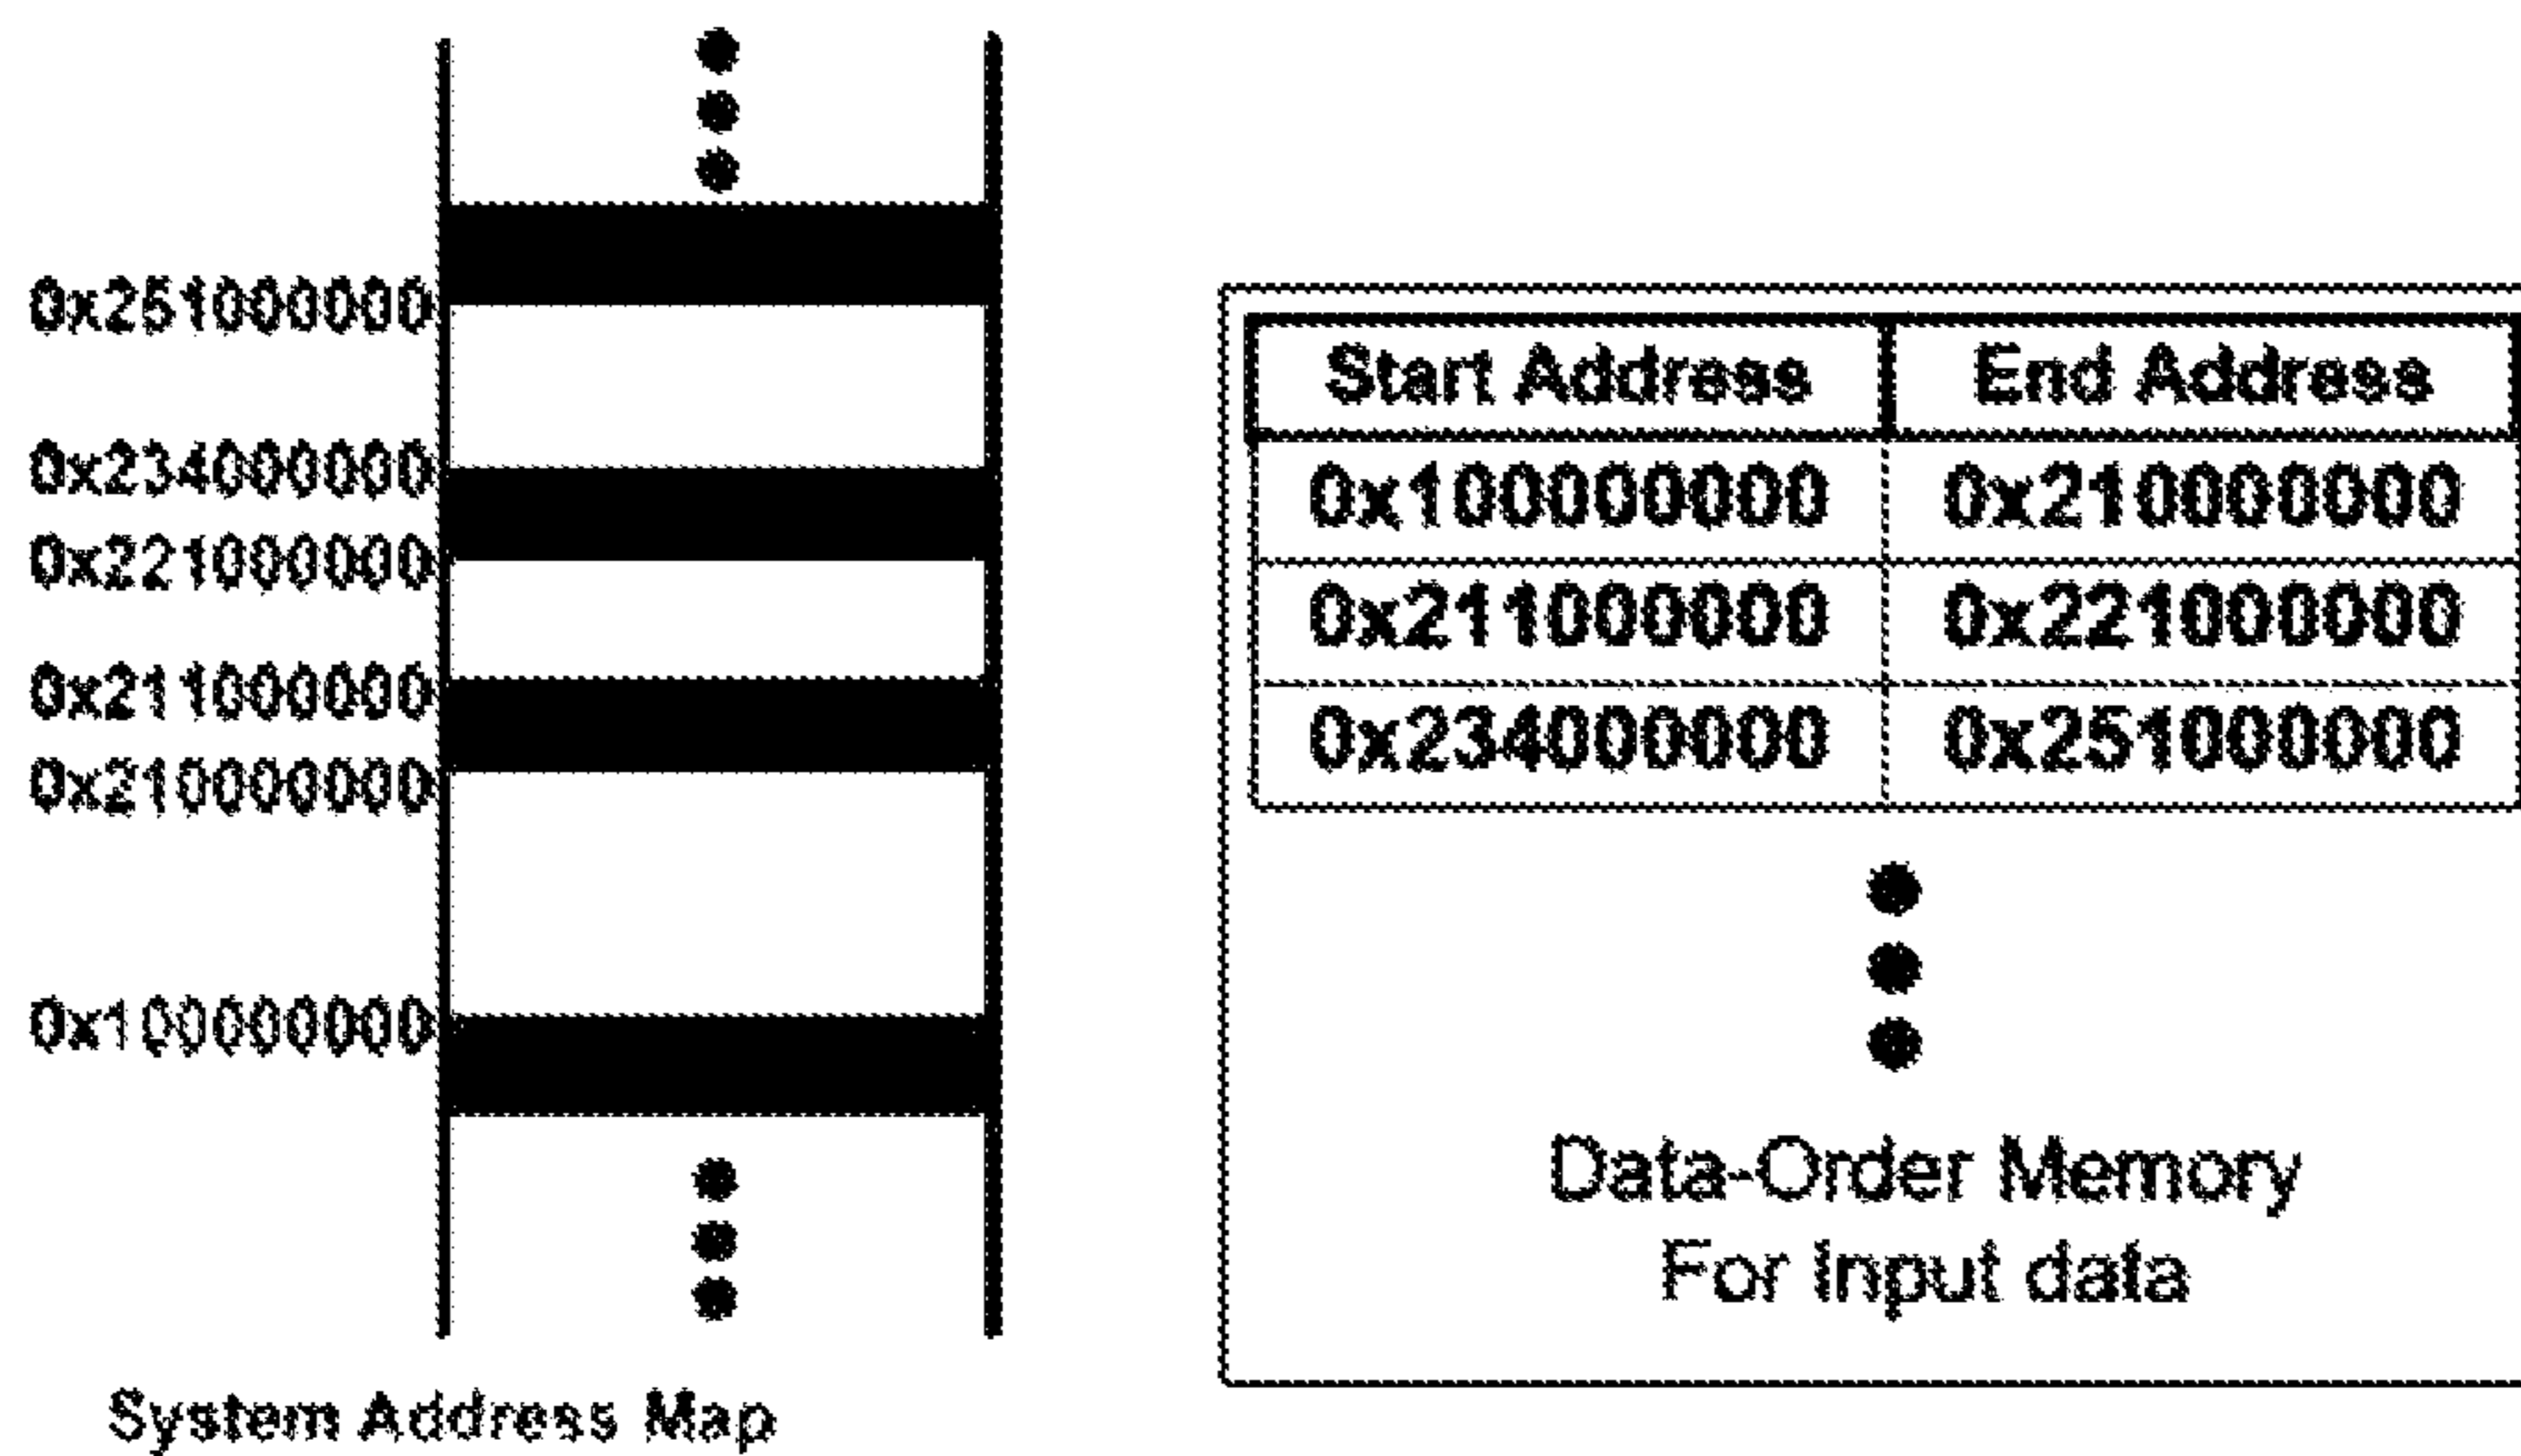 0x251000000
0x234000000
0x221000000
0x211000000
0x210000000
0x100000000
System Address Map
Start Address End Address
0x100000000 0x210000000
0x211000000 0x221000000
0x234000000 0x251000000
Data-Order Memory
For Input data